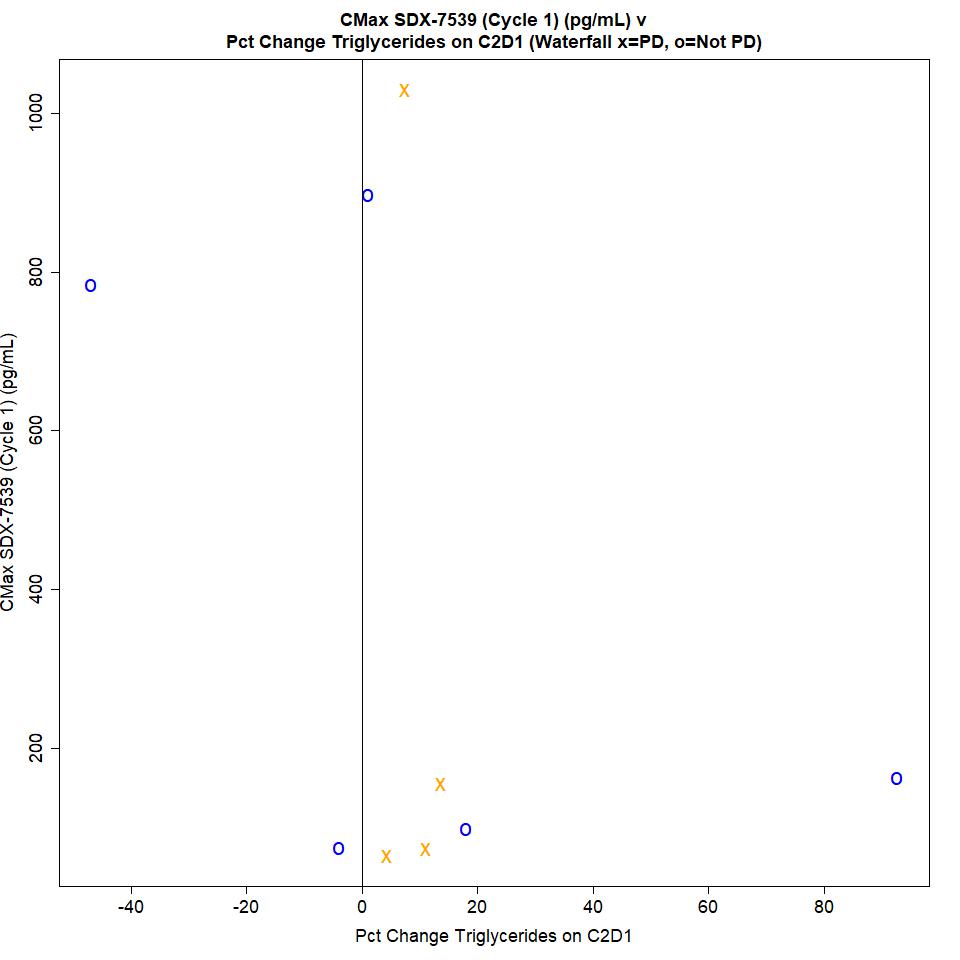 CMax SDX-7539 (Cycle 1) (pg/mL) v
Pct Change Triglycerides on C2D1 (Waterfall x=PD, o=Not PD)
CMax SDX-7539 (Cycle 1) (pg/mL)
1000
800
600
400
200
x
o
o
x
o
o
o
x
x
-40
-20
0
20
40
60
80
Pct Change Triglycerides on C2D1